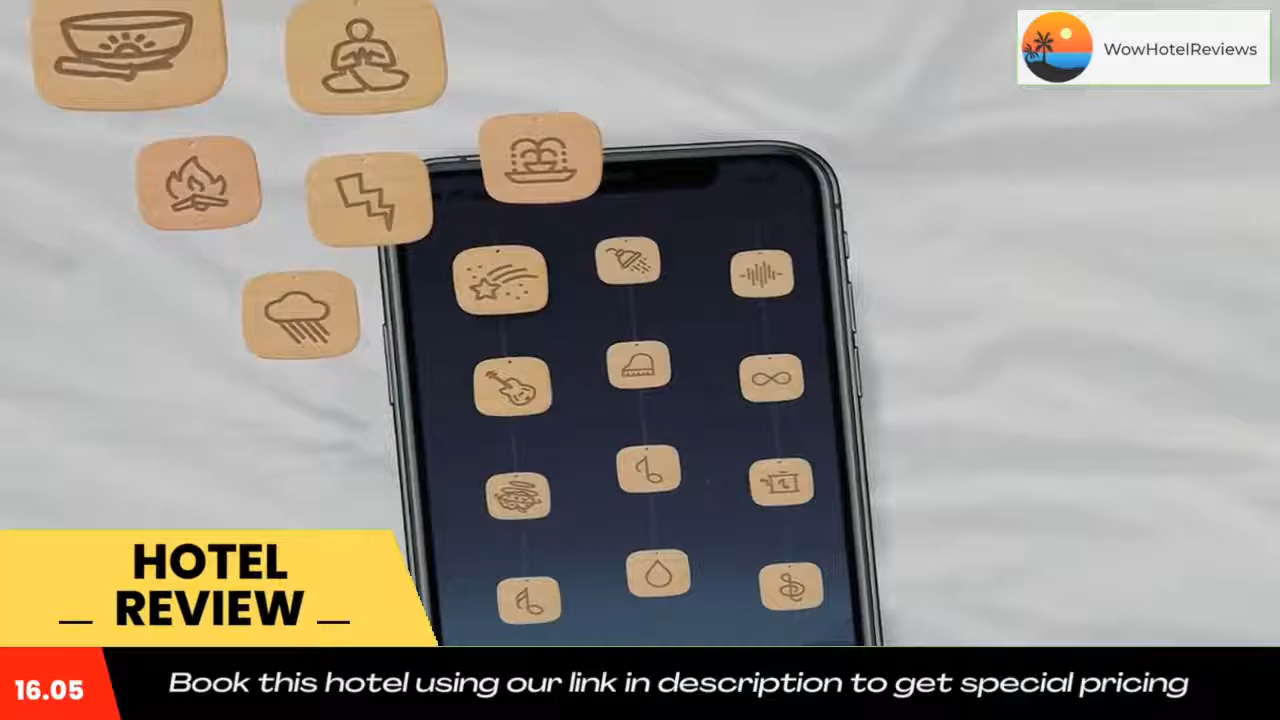 WowHotelReviews
HOTEL
REVIEW
16.05
Book this hotel using our link in description to get special pricing